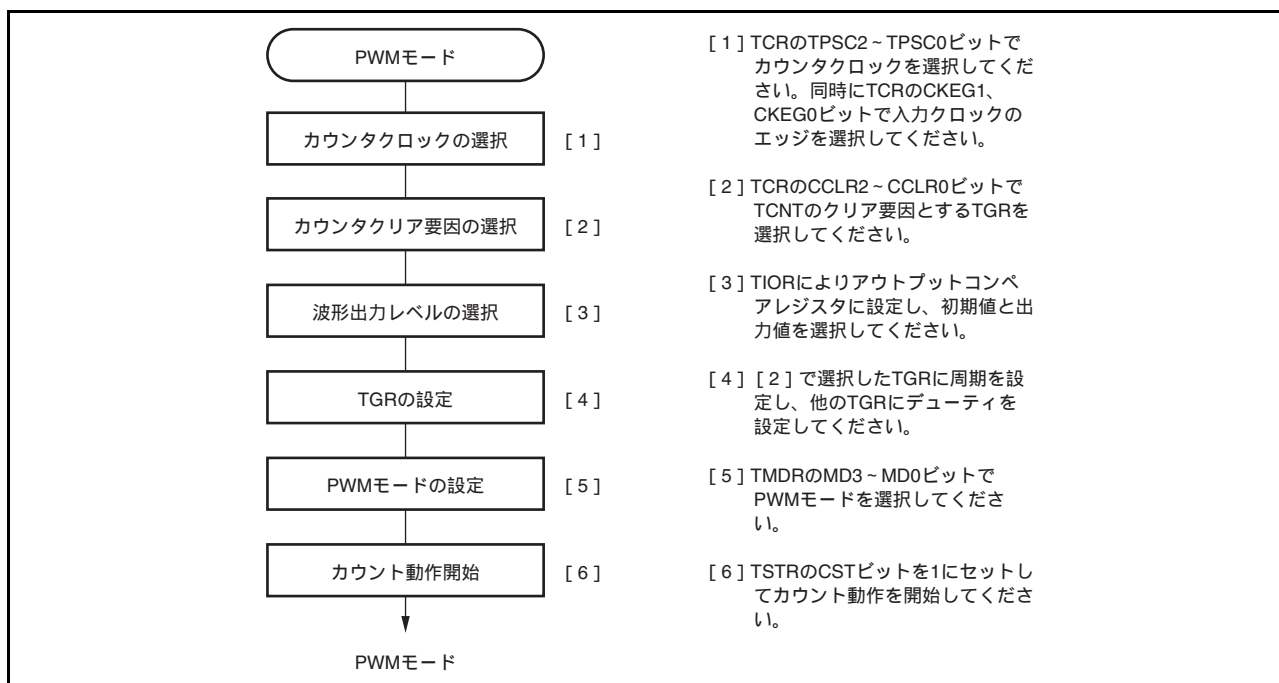 PWMモード
カウンタクロックの選択 [ 1 ]
カウンタクリア要因の選択 [ 2 ]
波形出力レベルの選択 [ 3 ]
TGRの設定 [ 4 ]
PWMモードの設定 [ 5 ]
カウント動作開始 [ 6 ]
PWMモード
[ 1 ] TCRのTPSC2～TPSC0ビットで
カウンタクロックを選択してくだ
さい。同時にTCRのCKEG1、
CKEG0ビットで入力クロックの
エッジを選択してください。
[ 2 ] TCRのCCLR2～CCLR0ビットで
TCNTのクリア要因とするTGRを
選択してください。
[ 3 ] TIORによりアウトプットコンペ
アレジスタに設定し、初期値と出
力値を選択してください。
[ 4 ] [ 2 ] で選択したTGRに周期を設
定し、他のTGRにデューティを
設定してください。
[ 5 ] TMDRのMD3～MD0ビットで
PWMモードを選択してくださ
い。
[ 6 ] TSTRのCSTビットを1にセットし
てカウント動作を開始してくださ
い。